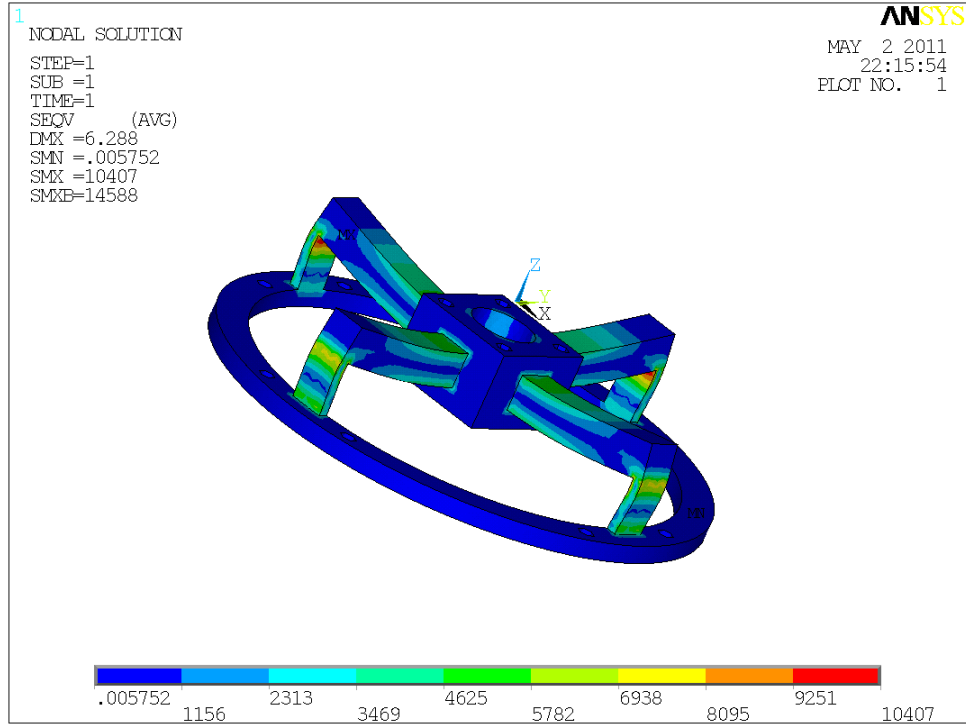 1
NODAL SOLUTION
STEP=1
SUB =1
TIME=1
SEQV (AVG)
DMX =6.288
SMN =.005752
SMX =10407
SMXB=14588
ANSYS
MAY 2 2011
22:15:54
PLOT NO. 1
MX
Z
Y
X
MN
.005752 2313 4625 6938 9251
1156 3469 5782 8095 10407